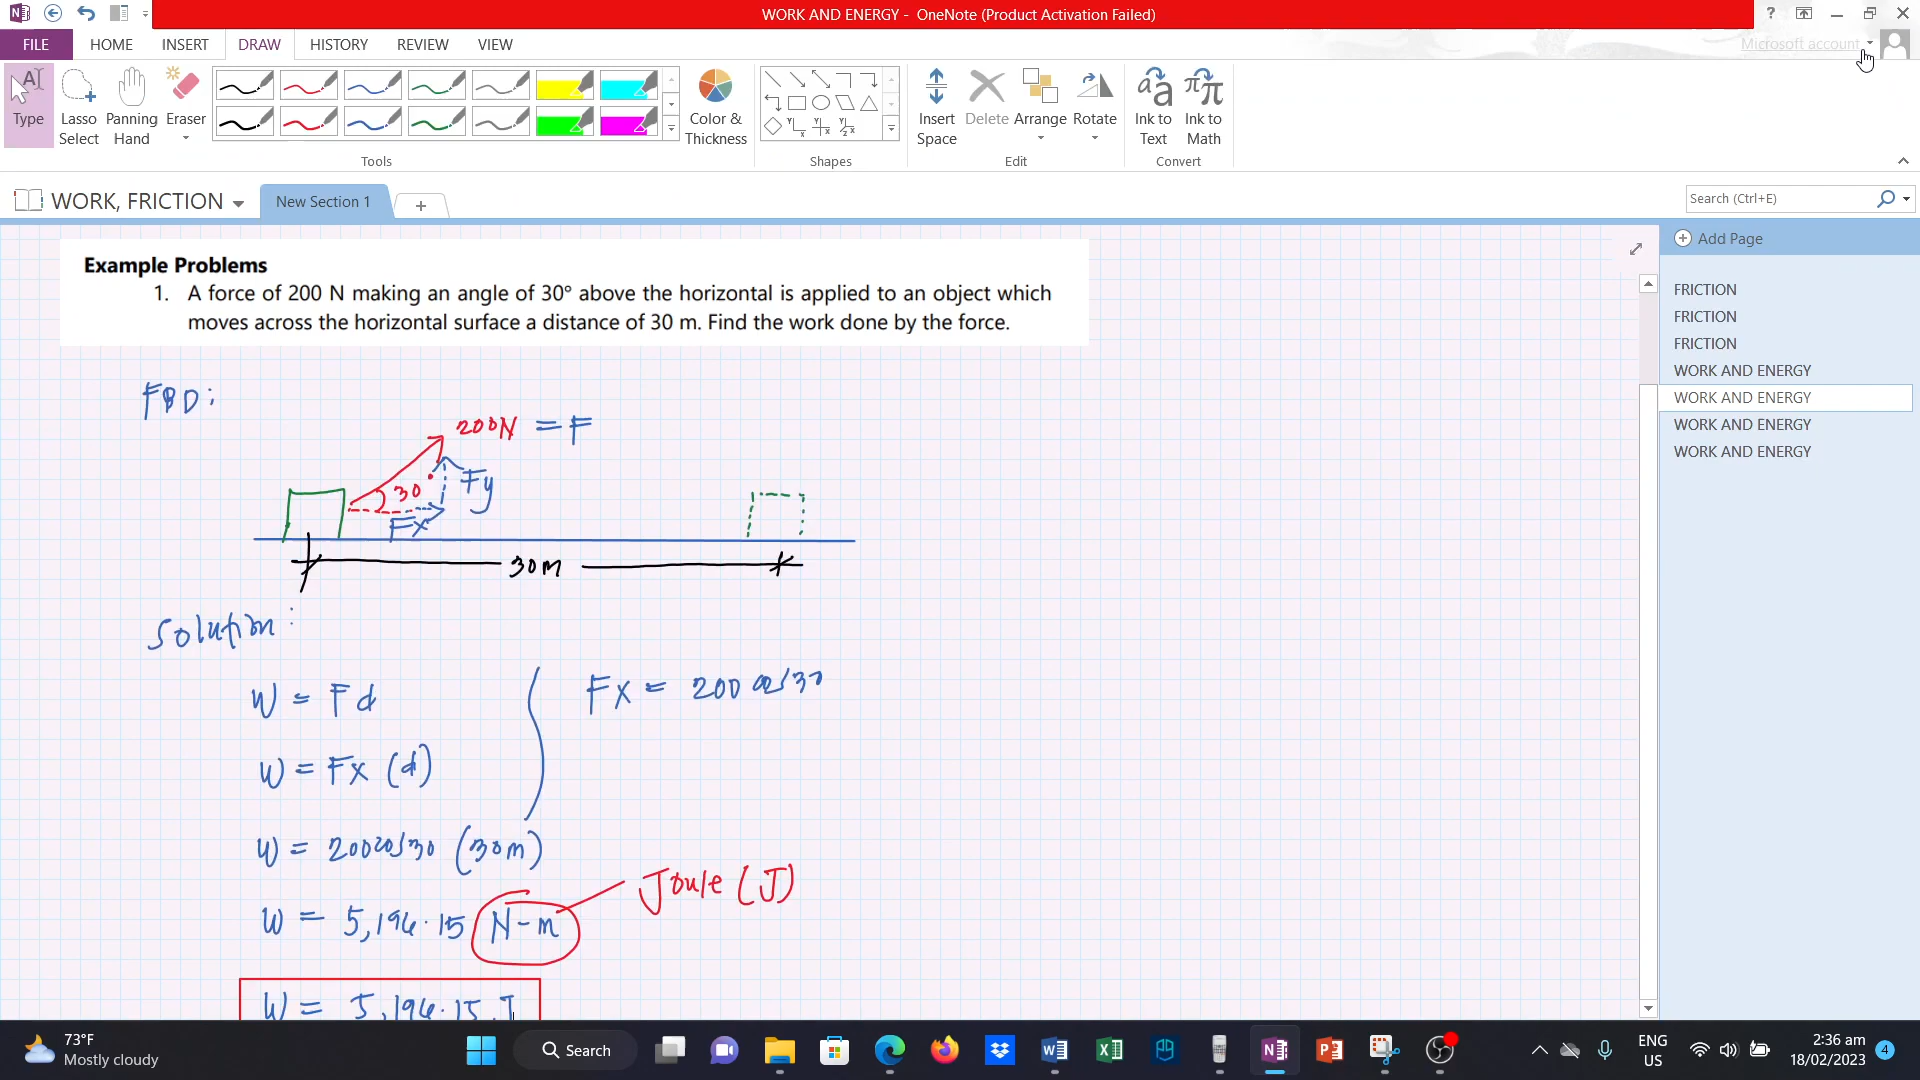 WORK AND ENERGY - OneNote (Product Activation Failed)
?
FILE
HOME
INSERT
DRAW
HISTORY
REVIEW
VIEW
Microsoft account
Type
Lasso Select
Panning Hand
Eraser
Color & Thickness
Insert Space
Delete
Arrange
Rotate
Ink to Text
Ink to Math
Tools
Shapes
Edit
Convert
WORK, FRICTION
New Section 1
Search (Ctrl+E)
Add Page
FRICTION
FRICTION
FRICTION
WORK AND ENERGY
WORK AND ENERGY
WORK AND ENERGY
WORK AND ENERGY
Example Problems
1. A force of 200 N making an angle of 30° above the horizontal is applied to an object which
moves across the horizontal surface a distance of 30 m. Find the work done by the force.
FBD:
200N = F
30°
Fy
Fx
30m
Solution:
W = Fd
Fx = 200 cos 30
W = Fx (d)
W = 200cos30 (30m)
Joule (J)
W = 5,196.15 N-m
W = 5,196.15 J
73°F
Mostly cloudy
Search
ENG
US
2:36 am
18/02/2023
4